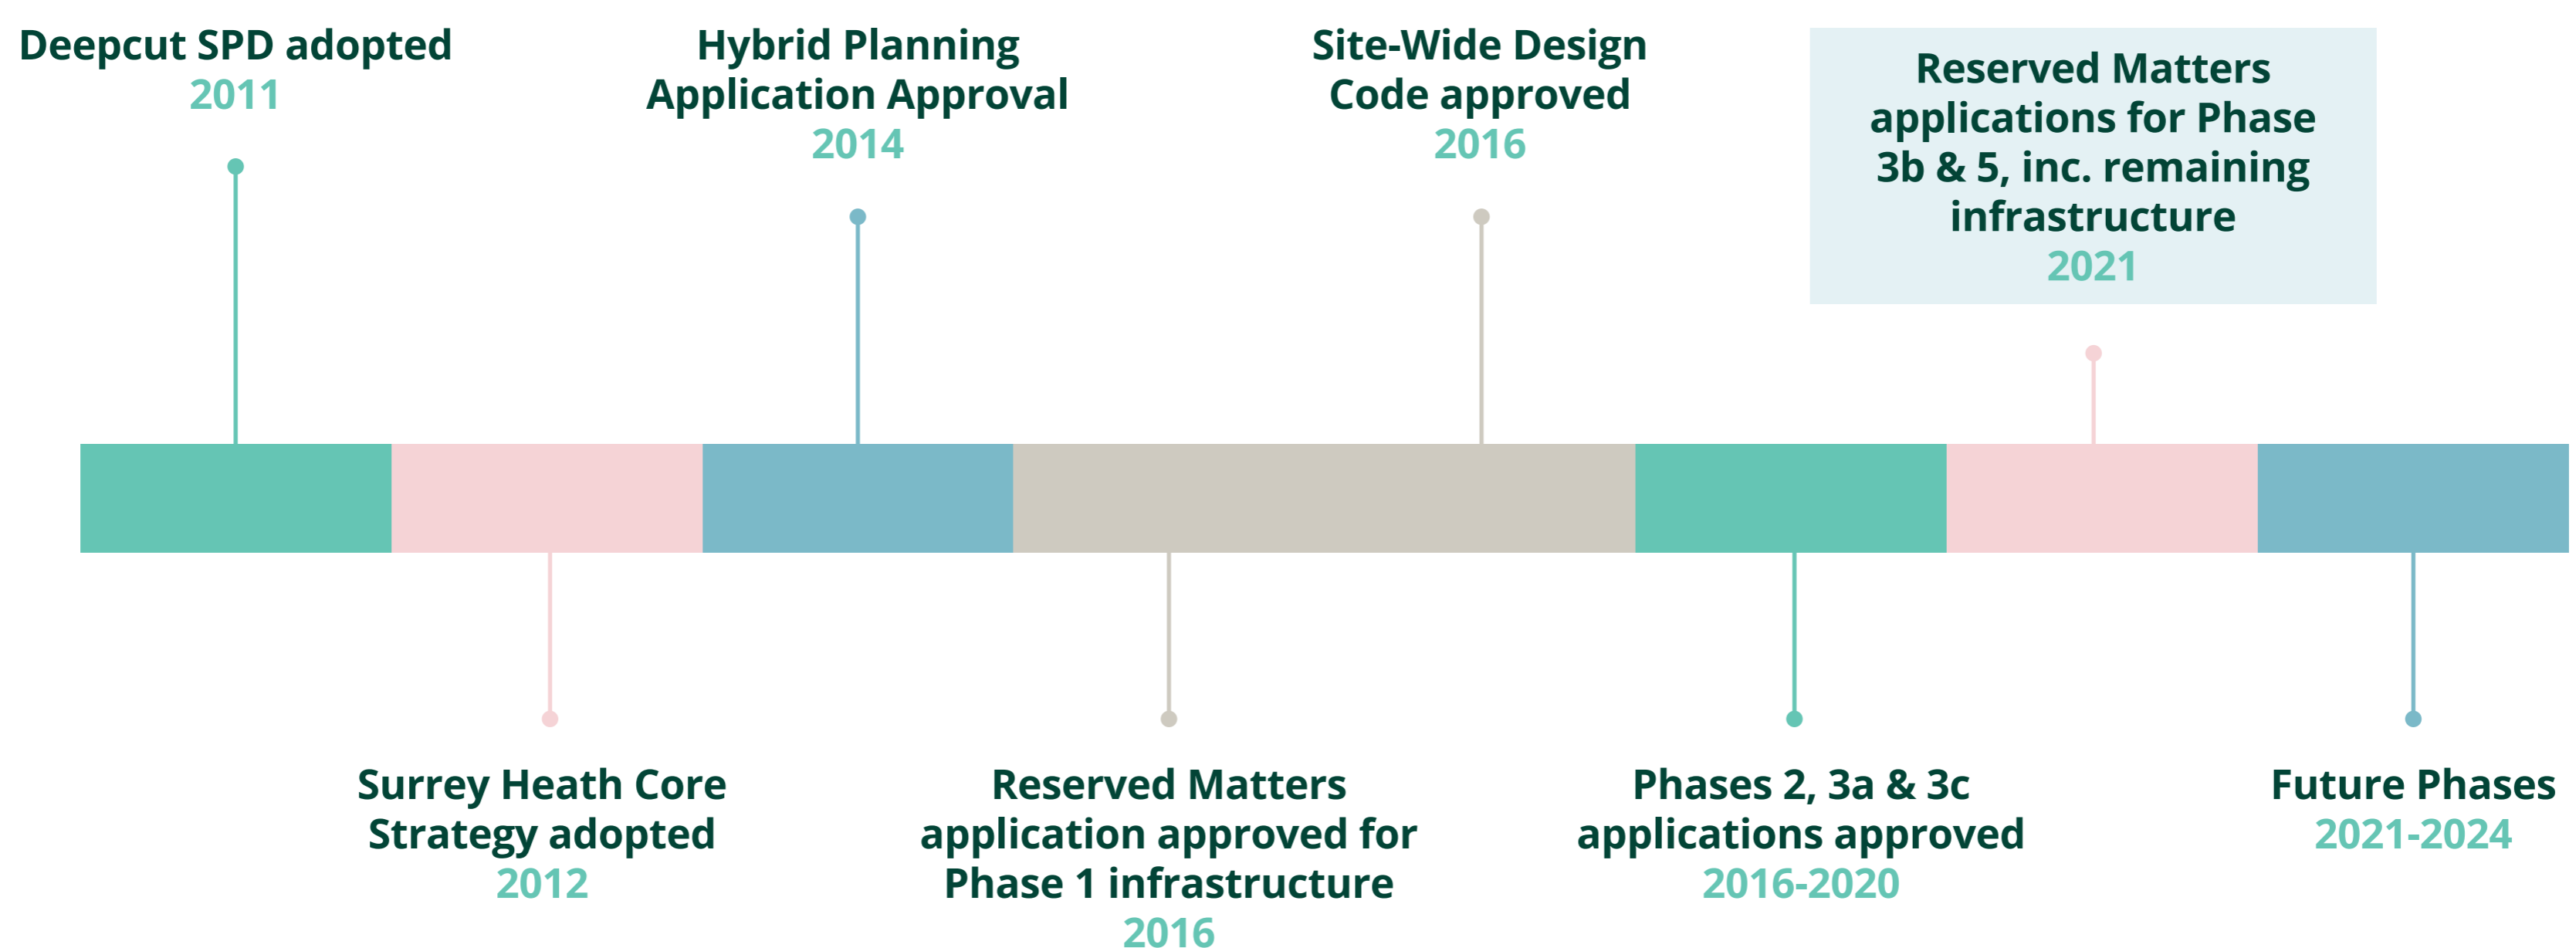 Deepcut SPD adopted
2011
Hybrid Planning
Application Approval
2014
Site-Wide Design
Code approved
2016
Reserved Matters
applications for Phase
3b & 5, inc. remaining
infrastructure
2021
Surrey Heath Core
Strategy adopted
2012
Reserved Matters
application approved for
Phase 1 infrastructure
2016
Phases 2, 3a & 3c
applications approved
2016-2020
Future Phases
2021-2024